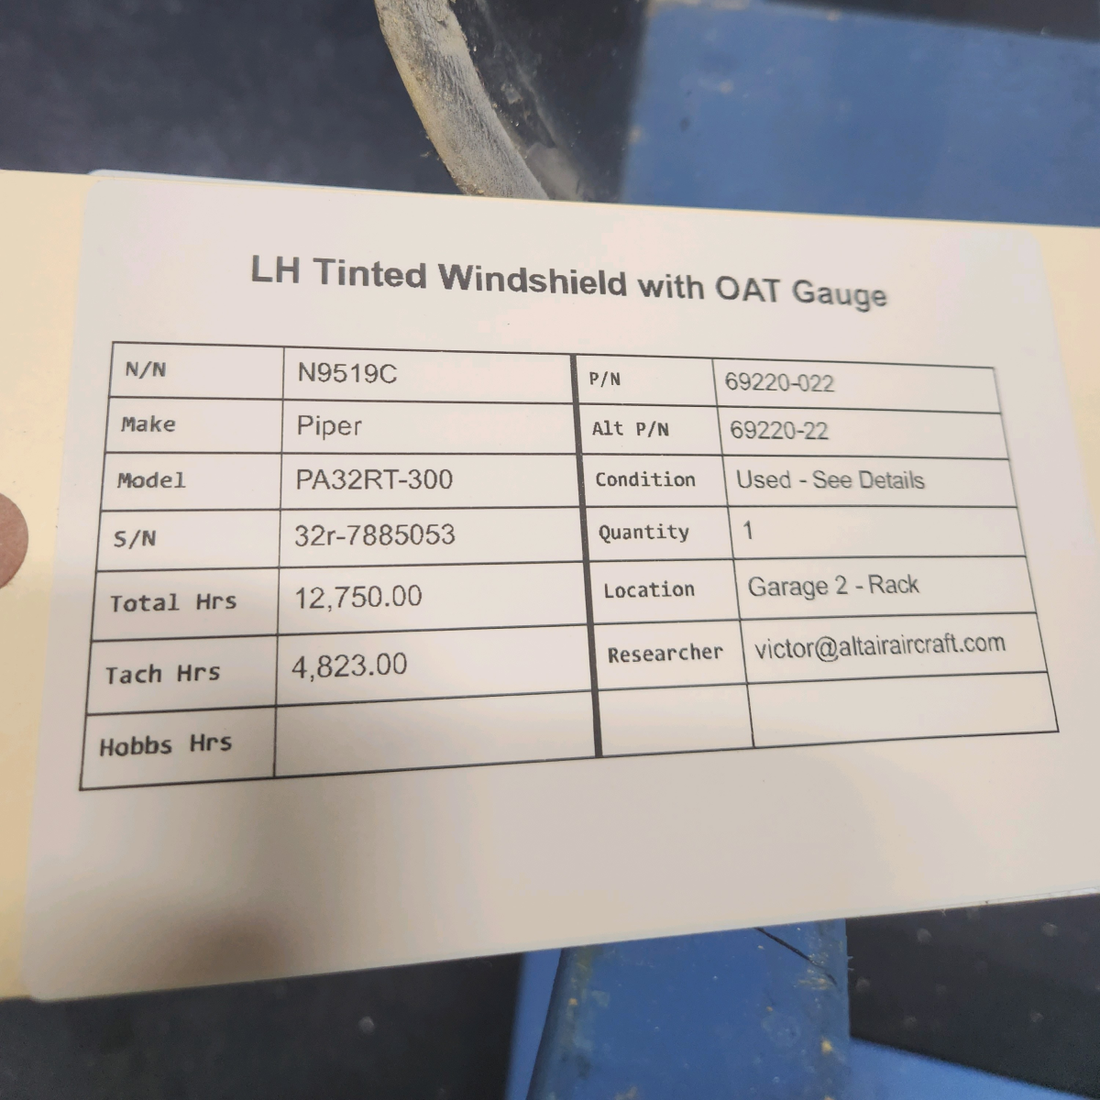 LH Tinted Windshield with OAT Gauge
N/N N9519C P/N 69220-022
Make Piper Alt P/N 69220-22
Model PA32RT-300 Condition Used - See Details
S/N 32r-7885053 Quantity 1
Total Hrs 12,750.00 Location Garage 2 - Rack
Tach Hrs 4,823.00 Researcher victor@altairaircraft.com
Hobbs Hrs